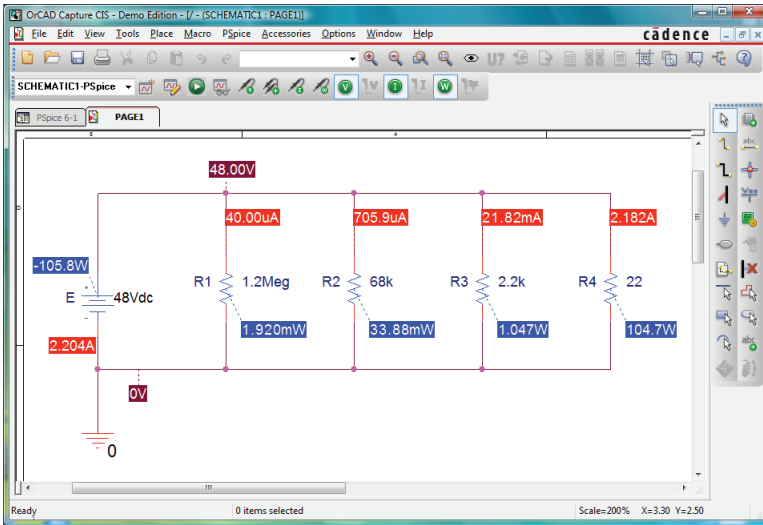 OrCAD Capture CIS - Demo Edition - [/ - (SCHEMATIC1 : PAGE1)]
File Edit View Tools Place Macro PSpice Accessories Options Window Help
cādence
U?
SCHEMATIC1-PSpice
V V I I W
PSpice 6-1 PAGE1
5 4
48.00V
40.00uA 705.9uA 21.82mA 2.182A
-105.8W
R1 1.2Meg R2 68k R3 2.2k R4 22
E 48Vdc
1.920mW 33.88mW 1.047W 104.7W
2.204A
0V
0
Ready 0 items selected Scale=200% X=3.30 Y=2.50